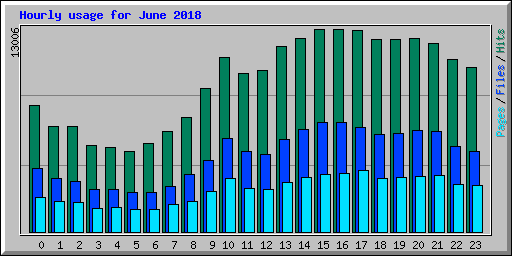 Hourly usage for June 2018
13006
Pages / Files / Hits
0 1 2 3 4 5 6 7 8 9 10 11 12 13 14 15 16 17 18 19 20 21 22 23